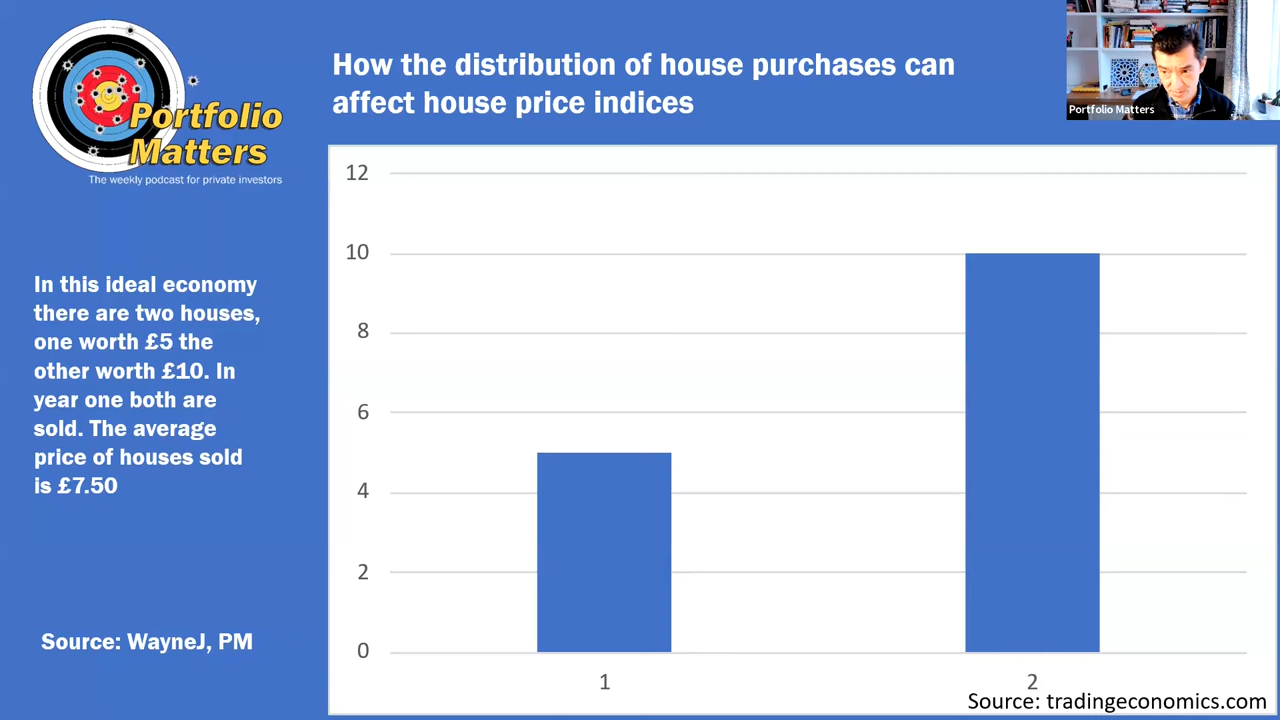 Portfolio
Matters
The weekly podcast for private investors
How the distribution of house purchases can
affect house price indices
Portfolio Matters
In this ideal economy
there are two houses,
one worth £5 the
other worth £10. In
year one both are
sold. The average
price of houses sold
is £7.50
Source: WayneJ, PM
12
10
8
6
4
2
0
1
2
Source: tradingeconomics.com